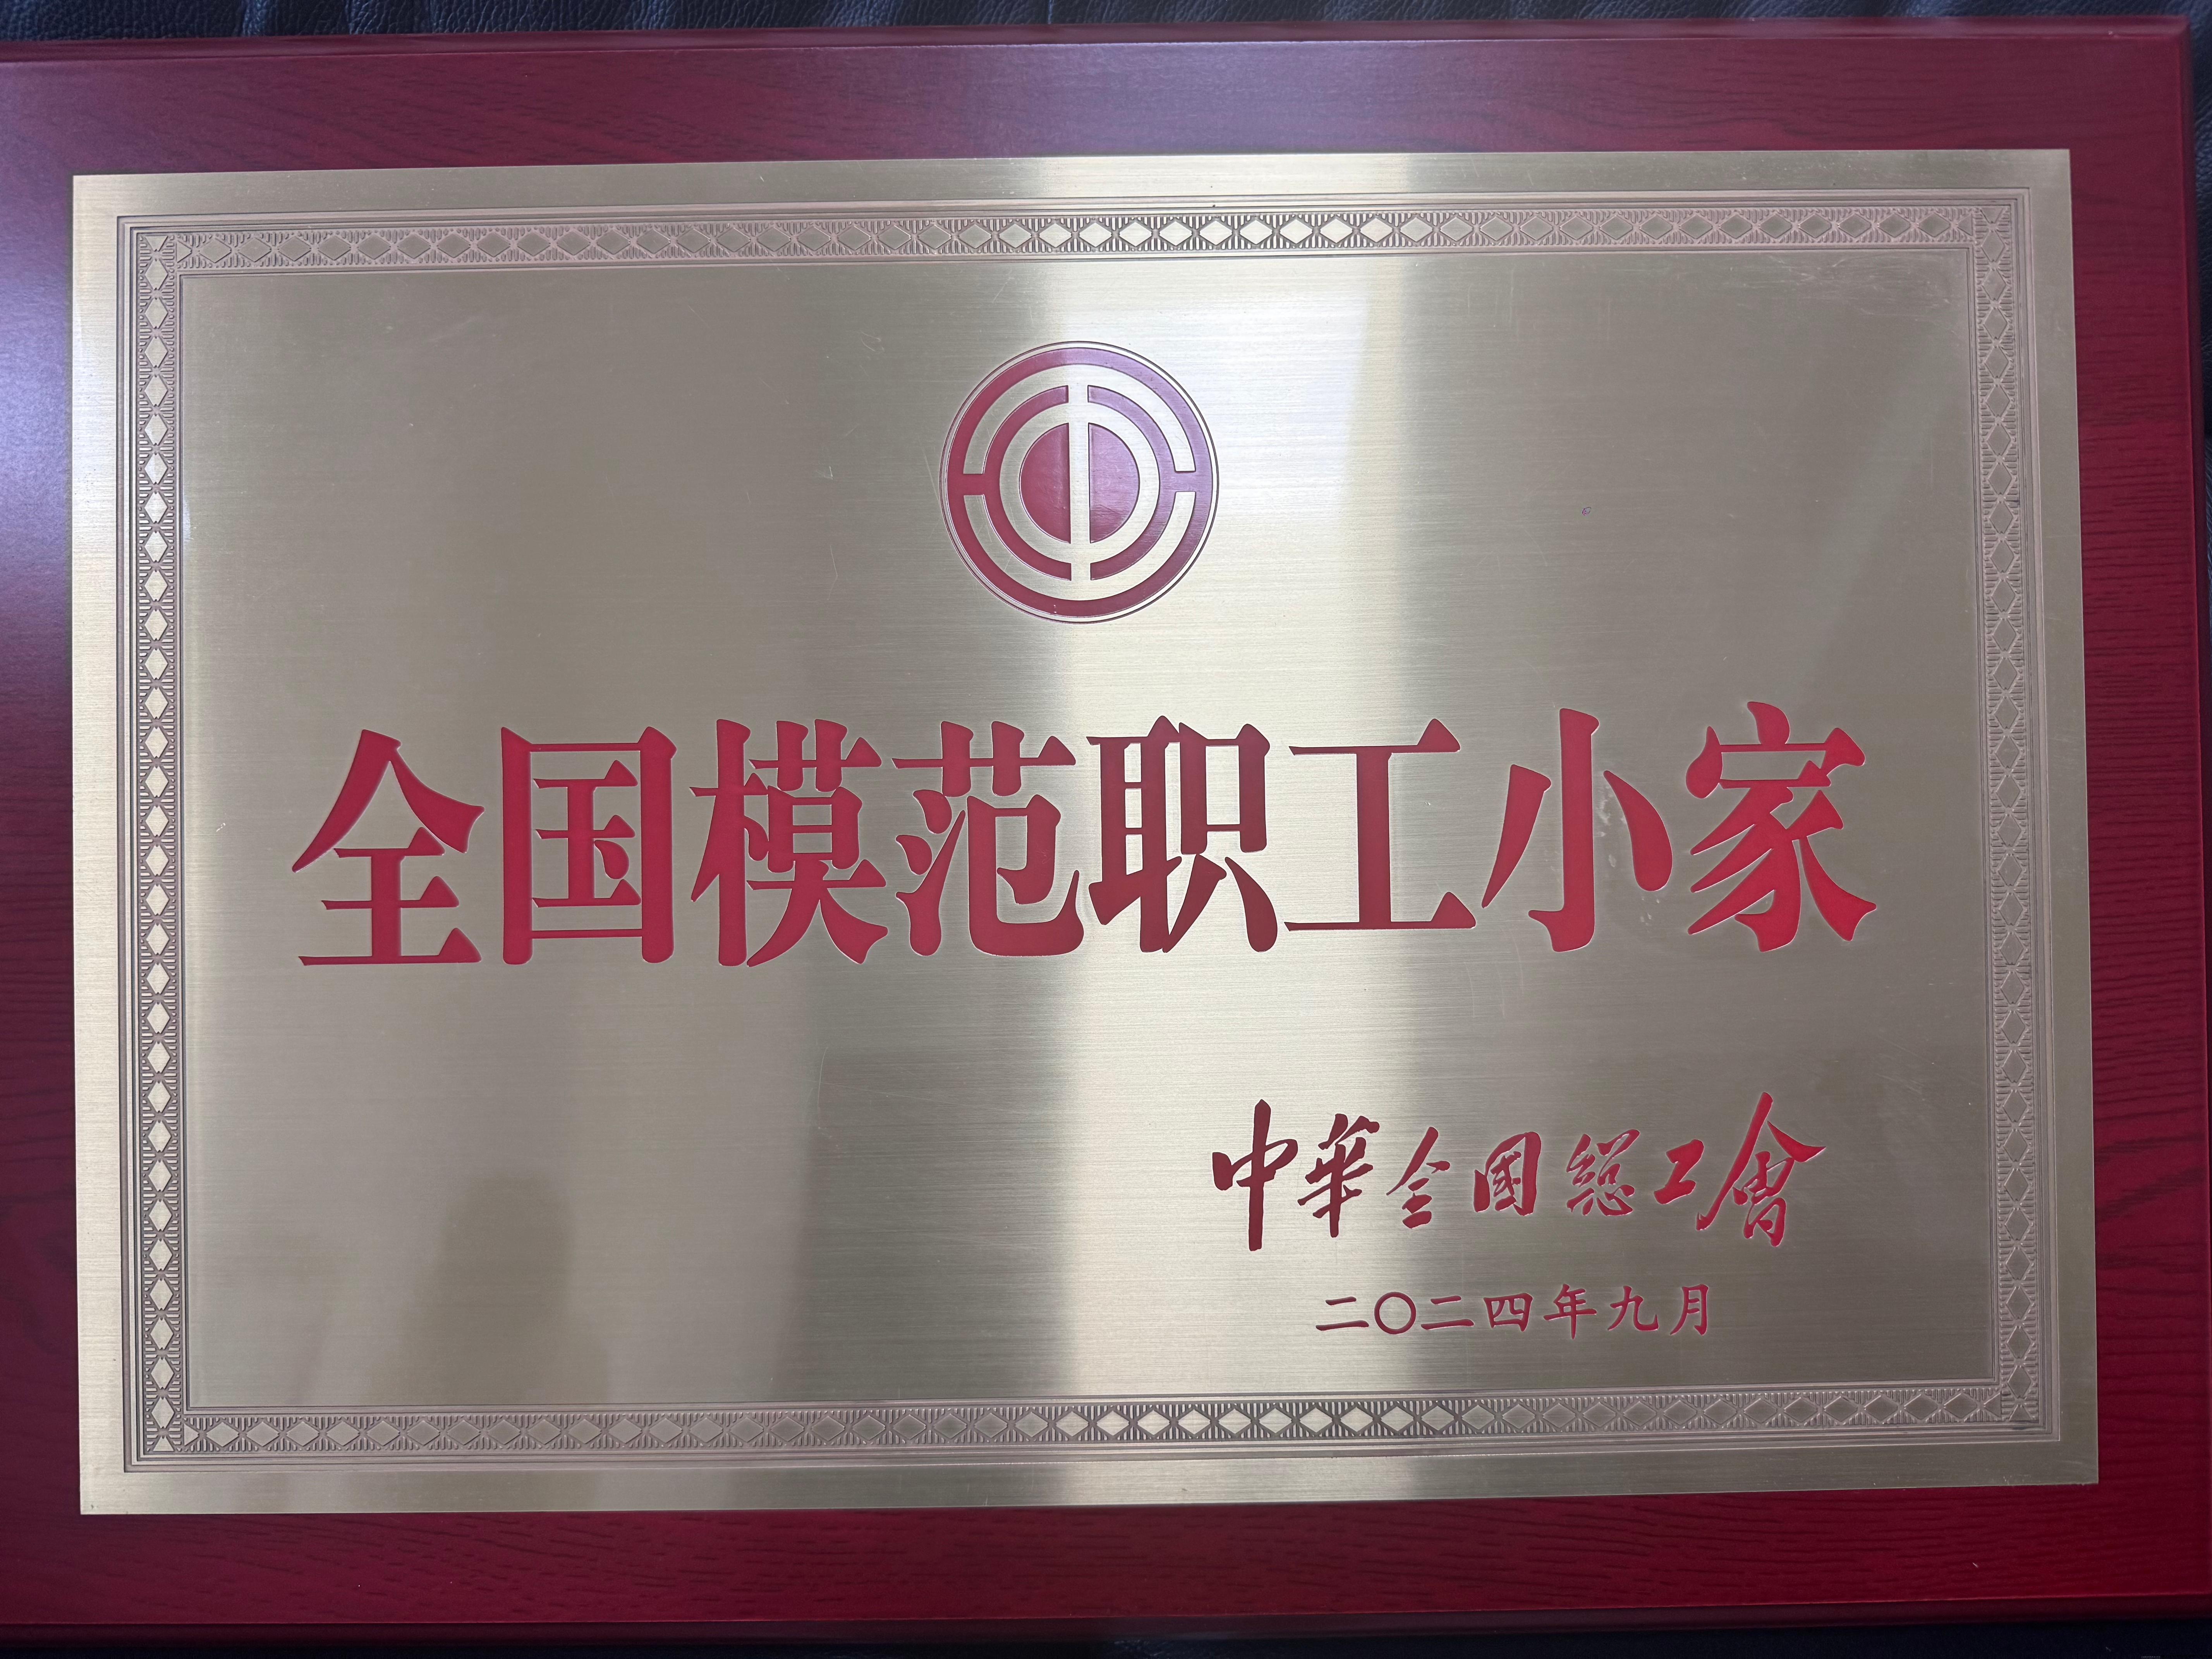 全国模范职工小家
中華全國總工會
二〇二四年九月